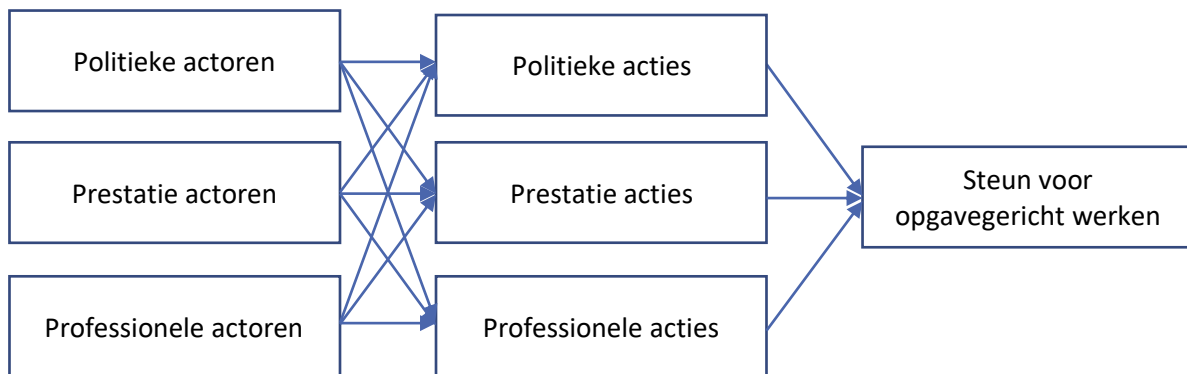 Politieke actoren
Politieke acties
Prestatie actoren
Prestatie acties
Steun voor
opgavegericht werken
Professionele actoren
Professionele acties